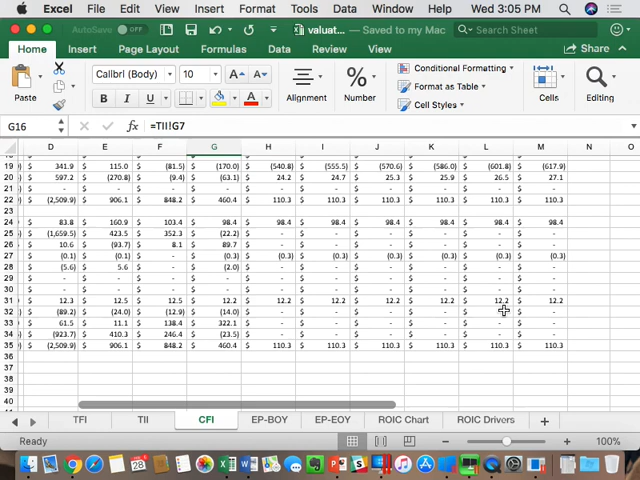 Excel File Edit View Insert Format Tools Data Window Help Wed 3:05 PM
AutoSave OFF valuat... — Saved to my Mac Search Sheet
Home Insert Page Layout Formulas Data Review View Share
Paste Calibri (Body) 10 A A Alignment % Number Conditional Formatting Format as Table Cell Styles Cells Editing
B I U A
G16 fx =TII!G7
D E F G H I J K L M N O
19 $ 341.9 $ 115.0 $ (81.5) $ (170.0) $ (540.8) $ (555.5) $ (570.6) $ (586.0) $ (601.8) $ (617.9)
20 $ 597.2 $ (270.8) $ (9.4) $ (63.1) $ 24.2 $ 24.7 $ 25.3 $ 25.9 $ 26.5 $ 27.1
21 $ - $ - $ - $ - $ - $ - $ - $ - $ - $ -
22 $ (2,509.9) $ 906.1 $ 848.2 $ 460.4 $ 110.3 $ 110.3 $ 110.3 $ 110.3 $ 110.3 $ 110.3
23
24 $ 83.8 $ 160.9 $ 103.4 $ 98.4 $ 98.4 $ 98.4 $ 98.4 $ 98.4 $ 98.4 $ 98.4
25 $ (1,659.5) $ 423.5 $ 352.3 $ (22.2) $ - $ - $ - $ - $ - $ -
26 $ 10.6 $ (93.7) $ 8.1 $ 89.7 $ - $ - $ - $ - $ - $ -
27 $ (0.1) $ (0.1) $ - $ (0.3) $ (0.3) $ (0.3) $ (0.3) $ (0.3) $ (0.3) $ (0.3)
28 $ (5.6) $ 5.6 $ - $ (2.0) $ - $ - $ - $ - $ - $ -
29 $ - $ - $ - $ - $ - $ - $ - $ - $ - $ -
30 $ - $ - $ - $ - $ - $ - $ - $ - $ - $ -
31 $ 12.3 $ 12.5 $ 12.5 $ 12.2 $ 12.2 $ 12.2 $ 12.2 $ 12.2 $ 12.2 $ 12.2
32 $ (89.2) $ (24.0) $ (12.9) $ (14.0) $ - $ - $ - $ - $ - $ -
33 $ 61.5 $ 11.1 $ 138.4 $ 322.1 $ - $ - $ - $ - $ - $ -
34 $ (923.7) $ 410.3 $ 246.4 $ (23.5) $ - $ - $ - $ - $ - $ -
35 $ (2,509.9) $ 906.1 $ 848.2 $ 460.4 $ 110.3 $ 110.3 $ 110.3 $ 110.3 $ 110.3 $ 110.3
36
37
38
39
40
TFI TII CFI EP-BOY EP-EOY ROIC Chart ROIC Drivers
Ready 100%